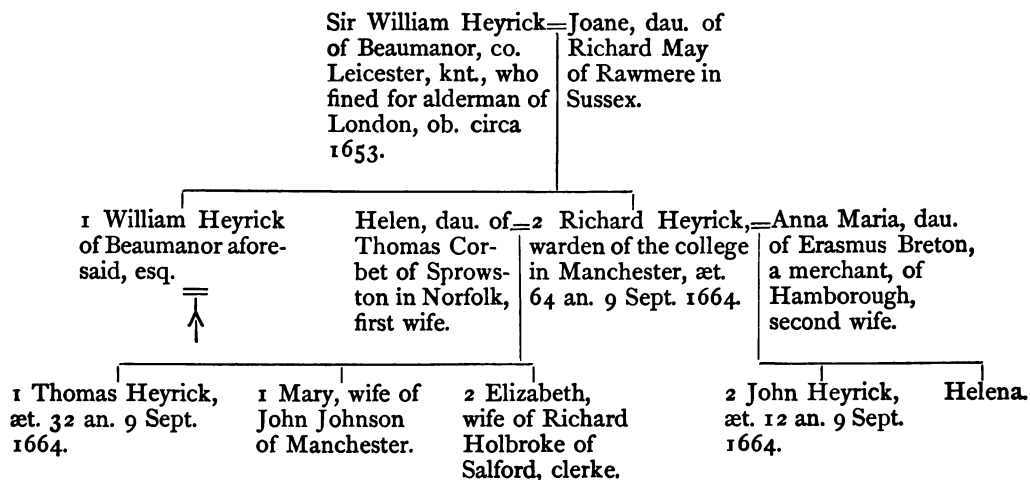 Sir William Heyrick=Joane, dau. of
of Beaumanor, co. Richard May
Leicester, knt., who of Rawmere in
fined for alderman of Sussex.
London, ob. circa
1653.
1 William Heyrick
of Beaumanor afore-
said, esq.
Helen, dau. of
Thomas Cor-
bet of Sprows-
ton in Norfolk,
first wife.
=2 Richard Heyrick,
warden of the college
in Manchester, æt.
64 an. 9 Sept. 1664.
=Anna Maria, dau.
of Erasmus Breton,
a merchant, of
Hamborough,
second wife.
1 Thomas Heyrick,
æt. 32 an. 9 Sept.
1664.
1 Mary, wife of
John Johnson
of Manchester.
2 Elizabeth,
wife of Richard
Holbroke of
Salford, clerke.
2 John Heyrick,
æt. 12 an. 9 Sept.
1664.
Helena.